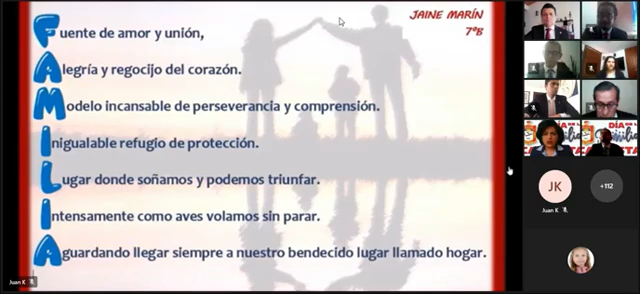 JAINE MARÍN
7ºB
Fuente de amor y unión,
Alegría y regocijo del corazón.
Modelo incansable de perseverancia y comprensión.
Inigualable refugio de protección.
Lugar donde soñamos y podemos triunfar.
Intensamente como aves volamos sin parar.
Aguardando llegar siempre a nuestro bendecido lugar llamado hogar.
Juan K
JK
+112
Juan K